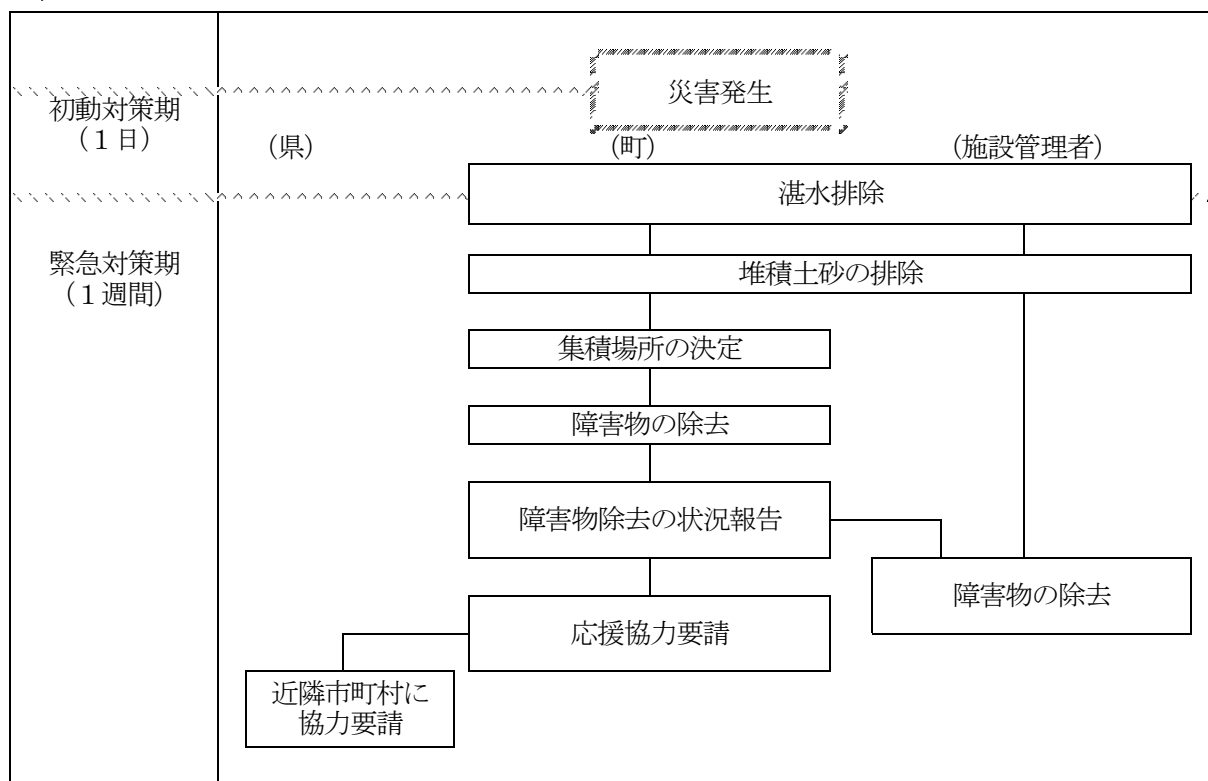 災害発生
初動対策期
(1日)
(県)
(町)
(施設管理者)
湛水排除
緊急対策期
(1週間)
堆積土砂の排除
集積場所の決定
障害物の除去
障害物除去の状況報告
障害物の除去
応援協力要請
近隣市町村に
協力要請